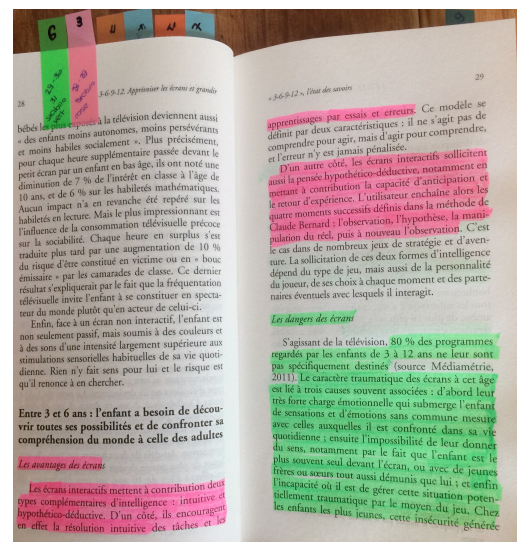 G
3
28
3-6-9-12. Apprivoiser les écrans et grandir
bébés les plus exposés à la télévision deviennent aussi
« des enfants moins autonomes, moins persévérants
et moins habiles socialement ». Plus précisément,
pour chaque heure supplémentaire passée devant le
petit écran par un enfant en bas âge, ils ont noté une
diminution de 7 % de l'intérêt en classe à l'âge de
10 ans, et de 6 % sur les habiletés mathématiques.
Aucun impact n'a en revanche été repéré sur les
habiletés en lecture. Mais le plus impressionnant est
l'influence de la consommation télévisuelle précoce
sur la sociabilité. Chaque heure en surplus s'est
traduite plus tard par une augmentation de 10 %
du risque d'être constitué en victime ou en « bouc
émissaire » par les camarades de classe. Ce dernier
résultat s'expliquerait par le fait que la fréquentation
télévisuelle invite l'enfant à se constituer en specta-
teur du monde plutôt qu'en acteur de celui-ci.
Enfin, face à un écran non interactif, l'enfant est
non seulement passif, mais soumis à des couleurs et
à des sons d'une intensité largement supérieure aux
stimulations sensorielles habituelles de sa vie quoti-
dienne. Rien n'y fait sens pour lui et le risque est
qu'il renonce à en chercher.
Entre 3 et 6 ans : l'enfant a besoin de décou-
vrir toutes ses possibilités et de confronter sa
compréhension du monde à celle des adultes
Les avantages des écrans
Les écrans interactifs mettent à contribution deux
types complémentaires d'intelligence : intuitive et
hypothético-déductive. D'un côté, ils encouragent
en effet la résolution intuitive des tâches et les
« 3-6-9-12 », l'état des savoirs
29
apprentissages par essais et erreurs. Ce modèle se
définit par deux caractéristiques : il ne s'agit pas de
comprendre pour agir, mais d'agir pour comprendre,
et l'erreur n'y est jamais pénalisée.
D'un autre côté, les écrans interactifs sollicitent
aussi la pensée hypothético-déductive, notamment en
mettant à contribution la capacité d'anticipation et
le retour d'expérience. L'utilisateur enchaîne alors les
quatre moments successifs définis dans la méthode de
Claude Bernard : l'observation, l'hypothèse, la mani-
pulation du réel, puis à nouveau l'observation. C'est
le cas dans de nombreux jeux de stratégie et d'aven-
ture. La sollicitation de ces deux formes d'intelligence
dépend du type de jeu, mais aussi de la personnalité
du joueur, de ses choix à chaque moment et des parte-
naires éventuels avec lesquels il interagit.
Les dangers des écrans
S'agissant de la télévision, 80 % des programmes
regardés par les enfants de 3 à 12 ans ne leur sont
pas spécifiquement destinés (source Médiamétrie,
2011). Le caractère traumatique des écrans à cet âge
est lié à trois causes souvent associées : d'abord leur
très forte charge émotionnelle qui submerge l'enfant
de sensations et d'émotions sans commune mesure
avec celles auxquelles il est confronté dans sa vie
quotidienne ; ensuite l'impossibilité de leur donner
du sens, notamment par le fait que l'enfant est le
plus souvent seul devant l'écran, ou avec de jeunes
frères ou sœurs tout aussi démunis que lui ; et enfin
l'incapacité où il est de gérer cette situation poten-
tiellement traumatique par le moyen du jeu. Chez
les enfants les plus jeunes, cette insécurité générée